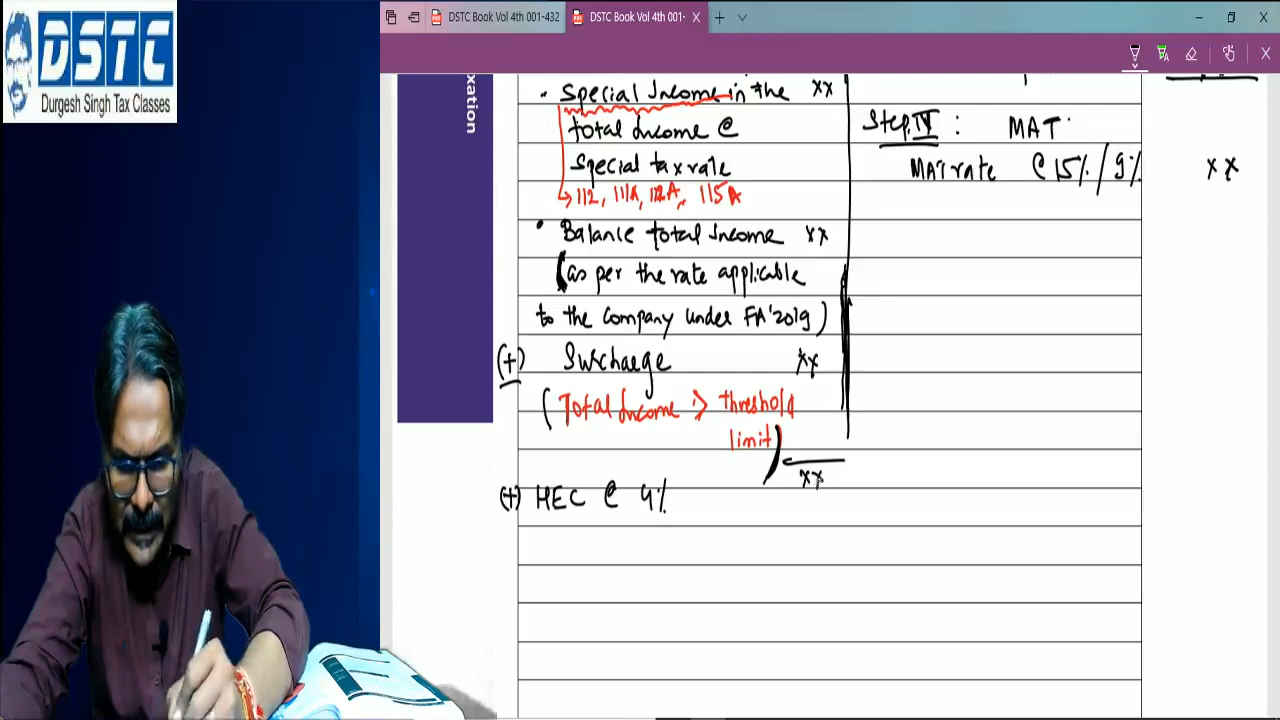 DSTC
Durgesh Singh Tax Classes
DSTC Book Vol 4th 001-432
DSTC Book Vol 4th 001-
xation
• Special Income in the xx
total Income @
Special tax rate
→ 112, 111A, 112A, 115A
• Balance total Income xx
(as per the rate applicable
to the company under FA'2019)
(+) Surcharge xx
(Total Income > threshold
limit)
xx
(+) HEC @ 4%
Step IV : MAT
MAT rate @ 15% / 9% xx